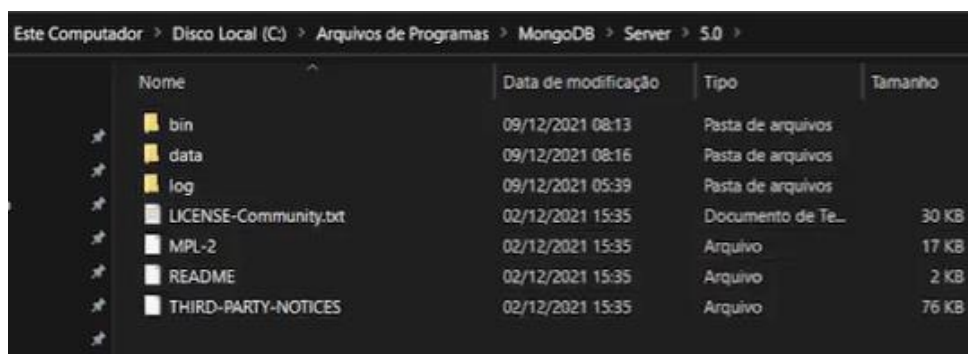 Este Computador > Disco Local (C:) > Arquivos de Programas > MongoDB > Server > 5.0 >
Nome Data de modificação Tipo Tamanho
bin 09/12/2021 08:13 Pasta de arquivos
data 09/12/2021 08:16 Pasta de arquivos
log 09/12/2021 05:39 Pasta de arquivos
LICENSE-Community.txt 02/12/2021 15:35 Documento de Te... 30 KB
MPL-2 02/12/2021 15:35 Arquivo 17 KB
README 02/12/2021 15:35 Arquivo 2 KB
THIRD-PARTY-NOTICES 02/12/2021 15:35 Arquivo 76 KB